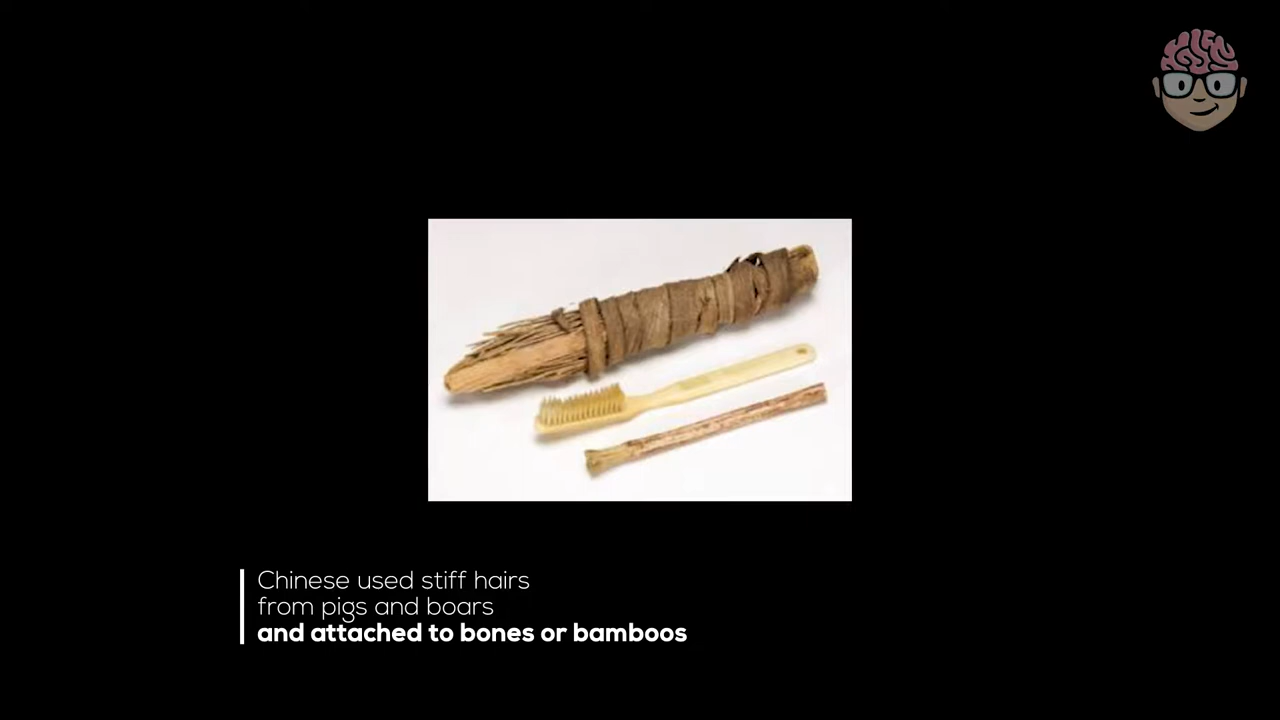 Chinese used stiff hairs
from pigs and boars
and attached to bones or bamboos